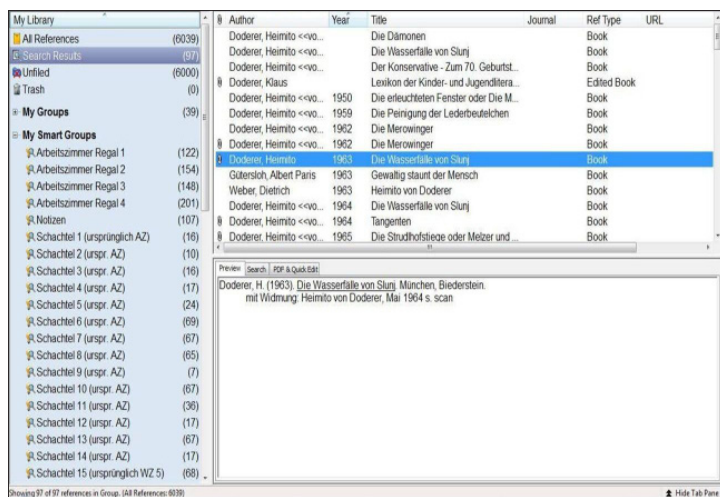 My Library
All References (6039)
Search Results (97)
Unfiled (6000)
Trash (0)
My Groups (39)
My Smart Groups
Arbeitszimmer Regal 1 (122)
Arbeitszimmer Regal 2 (154)
Arbeitszimmer Regal 3 (148)
Arbeitszimmer Regal 4 (201)
Notizen (107)
Schachtel 1 (ursprünglich AZ) (16)
Schachtel 2 (urspr. AZ) (10)
Schachtel 3 (urspr. AZ) (16)
Schachtel 4 (urspr. AZ) (17)
Schachtel 5 (urspr. AZ) (24)
Schachtel 6 (urspr. AZ) (69)
Schachtel 7 (urspr. AZ) (67)
Schachtel 8 (urspr. AZ) (65)
Schachtel 9 (urspr. AZ) (7)
Schachtel 10 (urspr. AZ) (67)
Schachtel 11 (urspr. AZ) (36)
Schachtel 12 (urspr. AZ) (17)
Schachtel 13 (urspr. AZ) (67)
Schachtel 14 (urspr. AZ) (17)
Schachtel 15 (ursprünglich WZ 5) (68)
Author Year Title Journal Ref Type URL
Doderer, Heimito <<vo... Die Dämonen Book
Doderer, Heimito <<vo... Die Wasserfälle von Slunj Book
Doderer, Heimito <<vo... Der Konservative - Zum 70. Geburtst... Book
Doderer, Klaus Lexikon der Kinder- und Jugendlitera... Edited Book
Doderer, Heimito <<vo... 1950 Die erleuchteten Fenster oder Die M... Book
Doderer, Heimito <<vo... 1959 Die Peinigung der Lederbeutelchen Book
Doderer, Heimito <<vo... 1962 Die Merowinger Book
Doderer, Heimito <<vo... 1962 Die Merowinger Book
Doderer, Heimito 1963 Die Wasserfälle von Slunj Book
Gütersloh, Albert Paris 1963 Gewaltig staunt der Mensch Book
Weber, Dietrich 1963 Heimito von Doderer Book
Doderer, Heimito <<vo... 1964 Die Wasserfälle von Slunj Book
Doderer, Heimito <<vo... 1964 Tangenten Book
Doderer, Heimito <<vo... 1965 Die Strudlhofstiege oder Melzer und ... Book
Preview Search PDF & Quick Edit
Doderer, H. (1963). Die Wasserfälle von Slunj. München, Biederstein.
mit Widmung: Heimito von Doderer, Mai 1964 s. scan
Showing 97 of 97 references in Group. (All References: 6039)
Hide Tab Pane